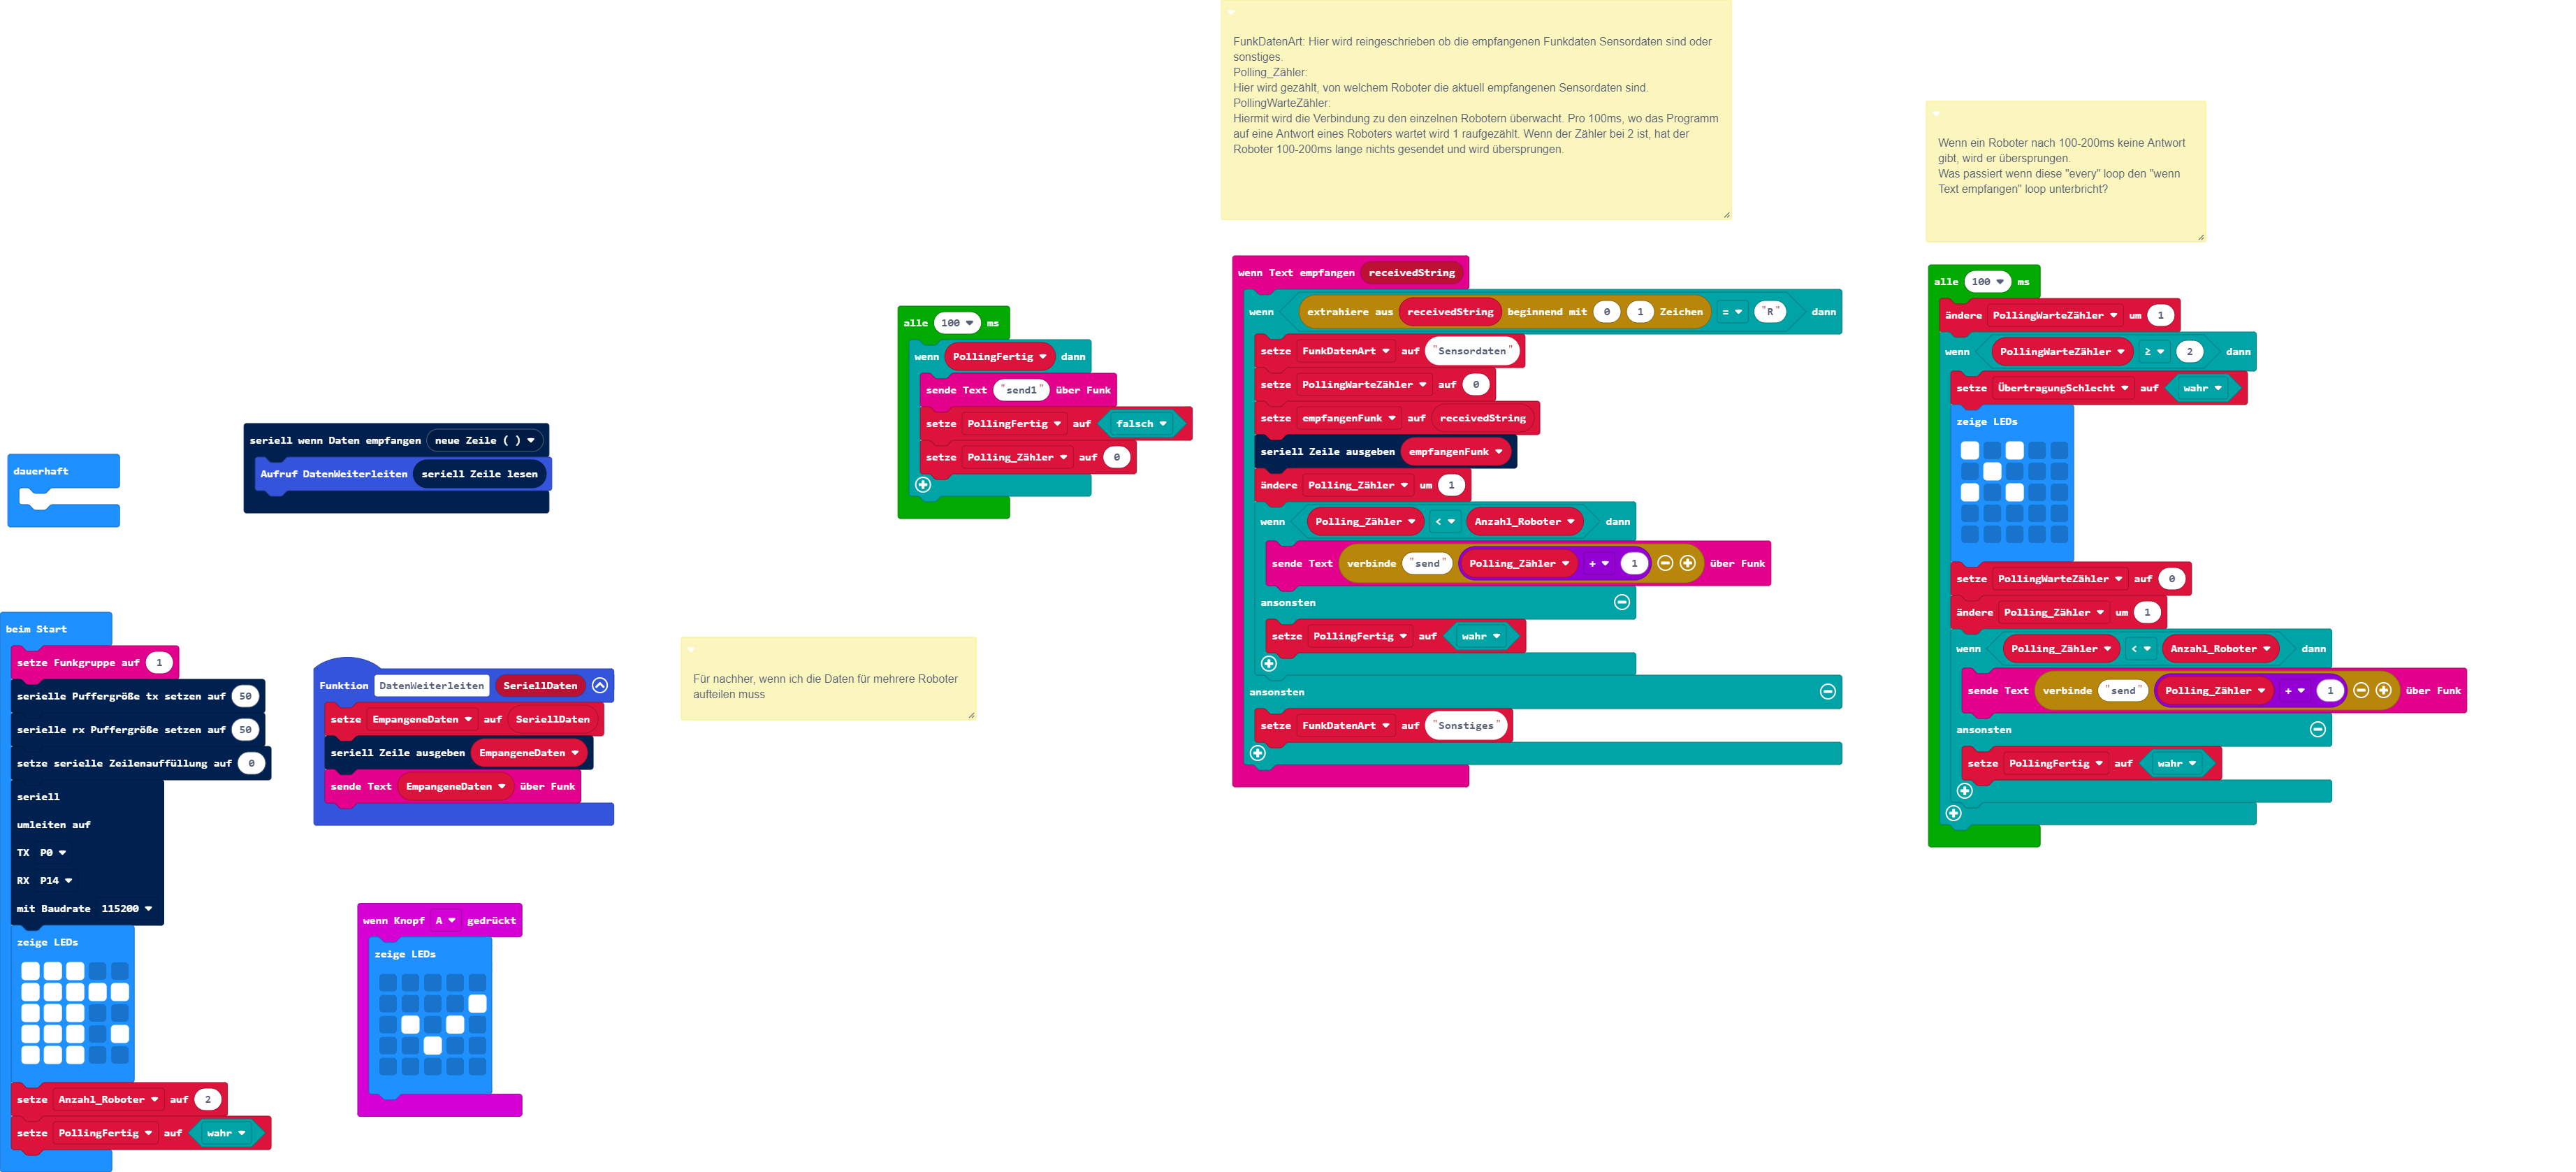 FunkDatenArt: Hier wird reingeschrieben ob die empfangenen Funkdaten Sensordaten sind oder
sonstiges.
Polling_Zähler:
Hier wird gezählt, von welchem Roboter die aktuell empfangenen Sensordaten sind.
PollingWarteZähler:
Hiermit wird die Verbindung zu den einzelnen Robotern überwacht. Pro 100ms, wo das Programm
auf eine Antwort eines Roboters wartet wird 1 raufgezählt. Wenn der Zähler bei 2 ist, hat der
Roboter 100-200ms lange nichts gesendet und wird übersprungen.
Wenn ein Roboter nach 100-200ms keine Antwort
gibt, wird er übersprungen.
Was passiert wenn diese "every" loop den "wenn
Text empfangen" loop unterbricht?
dauerhaft
seriell wenn Daten empfangen neue Zeile ( )
Aufruf DatenWeiterleiten seriell Zeile lesen
alle 100 ms
wenn PollingFertig dann
sende Text "send1" über Funk
setze PollingFertig auf falsch
setze Polling_Zähler auf 0
wenn Text empfangen receivedString
wenn extrahiere aus receivedString beginnend mit 0 1 Zeichen = "R" dann
setze FunkDatenArt auf "Sensordaten"
setze PollingWarteZähler auf 0
setze empfangenFunk auf receivedString
seriell Zeile ausgeben empfangenFunk
ändere Polling_Zähler um 1
wenn Polling_Zähler < Anzahl_Roboter dann
sende Text verbinde "send" Polling_Zähler + 1 über Funk
ansonsten
setze PollingFertig auf wahr
ansonsten
setze FunkDatenArt auf "Sonstiges"
alle 100 ms
ändere PollingWarteZähler um 1
wenn PollingWarteZähler ≥ 2 dann
setze ÜbertragungSchlecht auf wahr
zeige LEDs
setze PollingWarteZähler auf 0
ändere Polling_Zähler um 1
wenn Polling_Zähler < Anzahl_Roboter dann
sende Text verbinde "send" Polling_Zähler + 1 über Funk
ansonsten
setze PollingFertig auf wahr
beim Start
setze Funkgruppe auf 1
serielle Puffergröße tx setzen auf 50
serielle rx Puffergröße setzen auf 50
setze serielle Zeilenauffüllung auf 0
seriell
umleiten auf
TX P0
RX P14
mit Baudrate 115200
zeige LEDs
setze Anzahl_Roboter auf 2
setze PollingFertig auf wahr
Funktion DatenWeiterleiten SeriellDaten
setze EmpangeneDaten auf SeriellDaten
seriell Zeile ausgeben EmpangeneDaten
sende Text EmpangeneDaten über Funk
Für nachher, wenn ich die Daten für mehrere Roboter
aufteilen muss
wenn Knopf A gedrückt
zeige LEDs